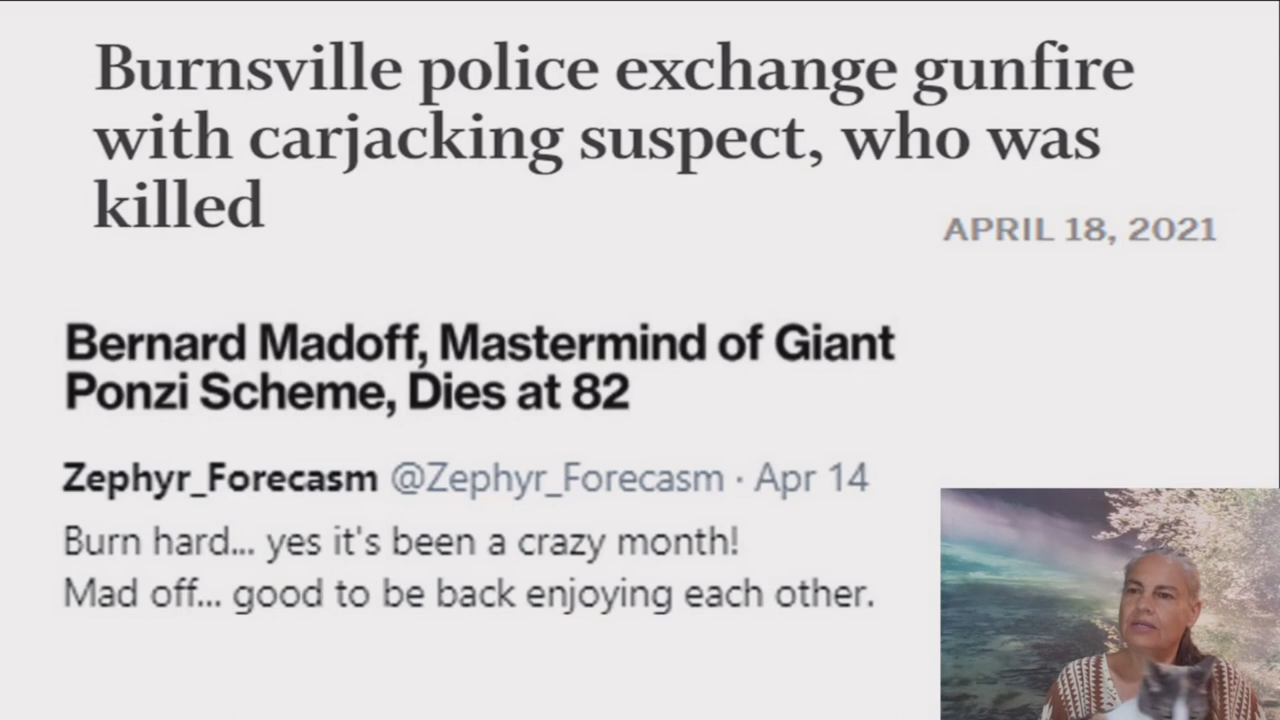 Burnsville police exchange gunfire
with carjacking suspect, who was
killed
APRIL 18, 2021
Bernard Madoff, Mastermind of Giant
Ponzi Scheme, Dies at 82
Zephyr_Forecasm @Zephyr_Forecasm · Apr 14
Burn hard... yes it's been a crazy month!
Mad off... good to be back enjoying each other.